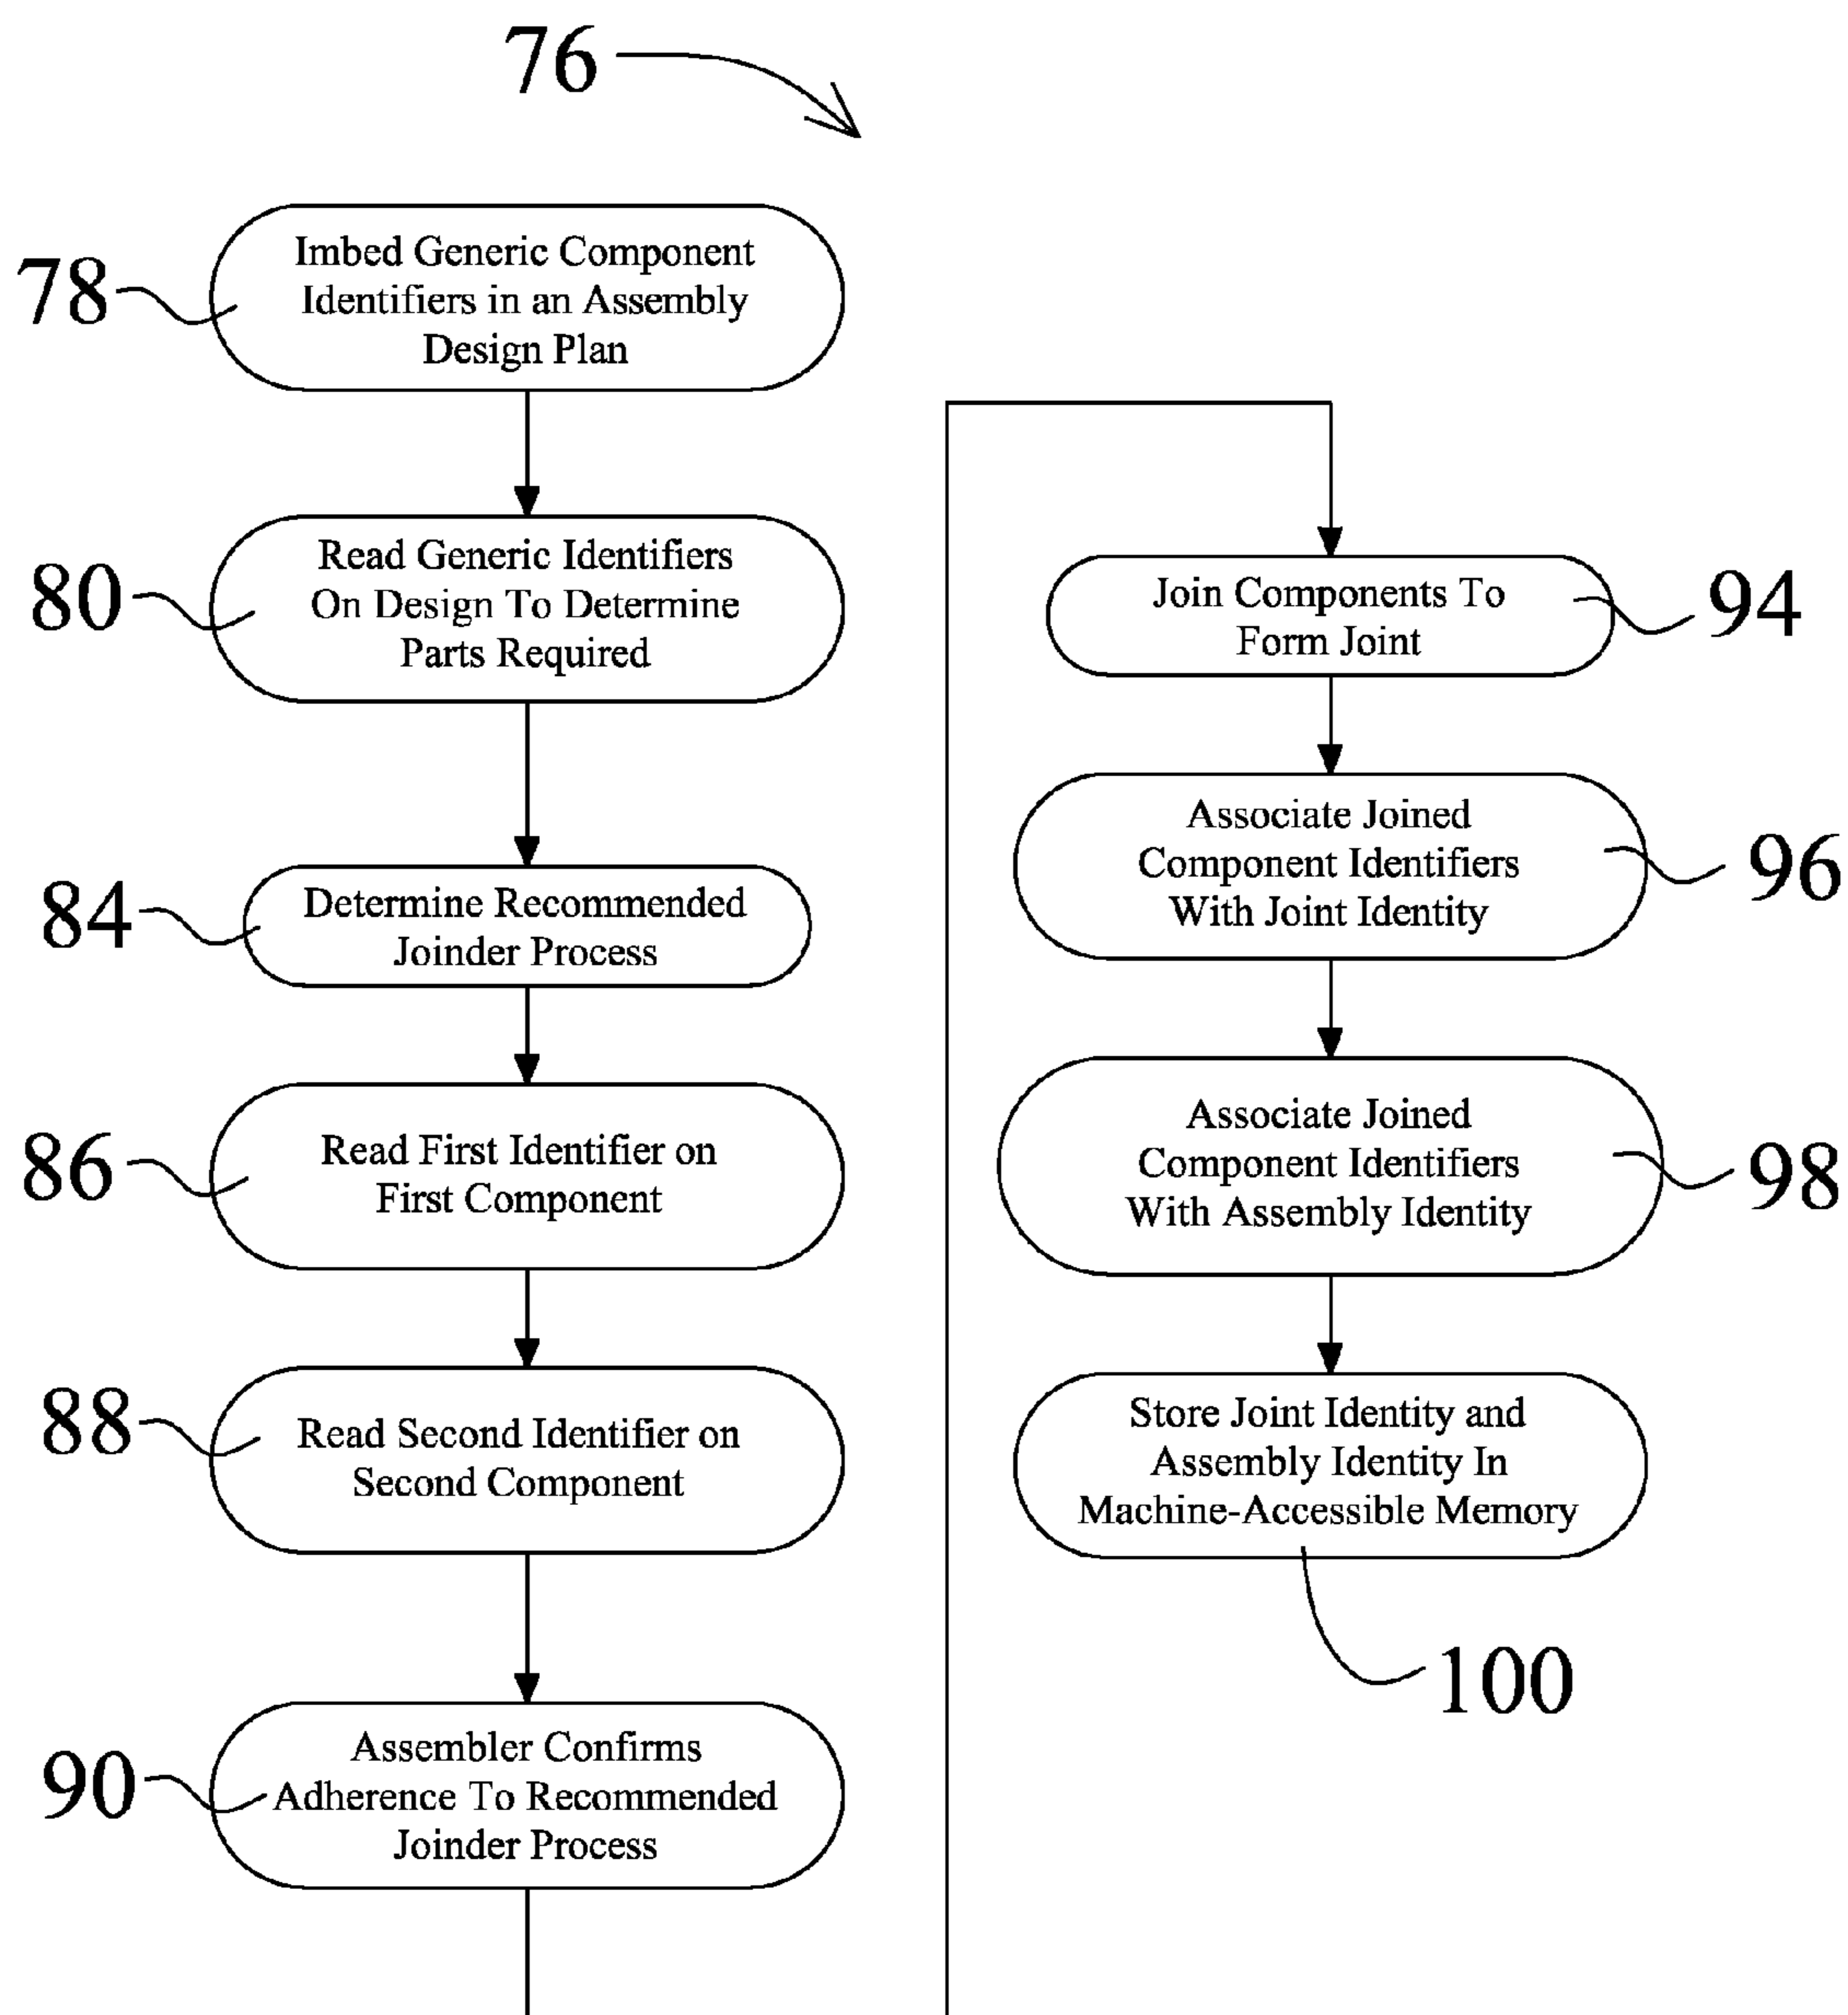 76
78
Imbed Generic Component
Identifiers in an Assembly
Design Plan
80
Read Generic Identifiers
On Design To Determine
Parts Required
84
Determine Recommended
Joinder Process
86
Read First Identifier on
First Component
88
Read Second Identifier on
Second Component
90
Assembler Confirms
Adherence To Recommended
Joinder Process
Join Components To
Form Joint
94
Associate Joined
Component Identifiers
With Joint Identity
96
Associate Joined
Component Identifiers
With Assembly Identity
98
Store Joint Identity and
Assembly Identity In
Machine-Accessible Memory
100